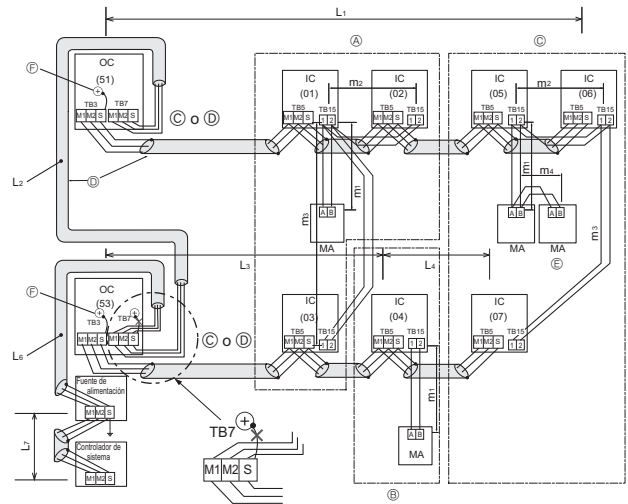 L1
Ⓐ
Ⓒ
Ⓕ
OC
(51)
TB3
TB7
M1 M2 S
M1 M2 S
Ⓒ o Ⓓ
IC
(01)
TB5
TB15
M1 M2 S
1 2
m2
IC
(02)
TB5
TB15
M1 M2 S
1 2
IC
(05)
TB5
TB15
M1 M2 S
1 2
m2
IC
(06)
TB5
TB15
M1 M2 S
1 2
L2
Ⓓ
m1
m3
A B
MA
m1
m4
A B
MA
A B
MA
Ⓔ
m3
L3
L4
Ⓕ
OC
(53)
TB3
TB7
M1 M2 S
M1 M2 S
Ⓒ o Ⓓ
IC
(03)
TB5
TB15
M1 M2 S
1 2
IC
(04)
TB5
TB15
M1 M2 S
1 2
IC
(07)
TB5
TB15
M1 M2 S
1 2
L6
Fuente de
alimentación
M1 M2 S
L7
Controlador de
sistema
M1 M2 S
TB7
M1 M2 S
m1
A B
MA
Ⓑ